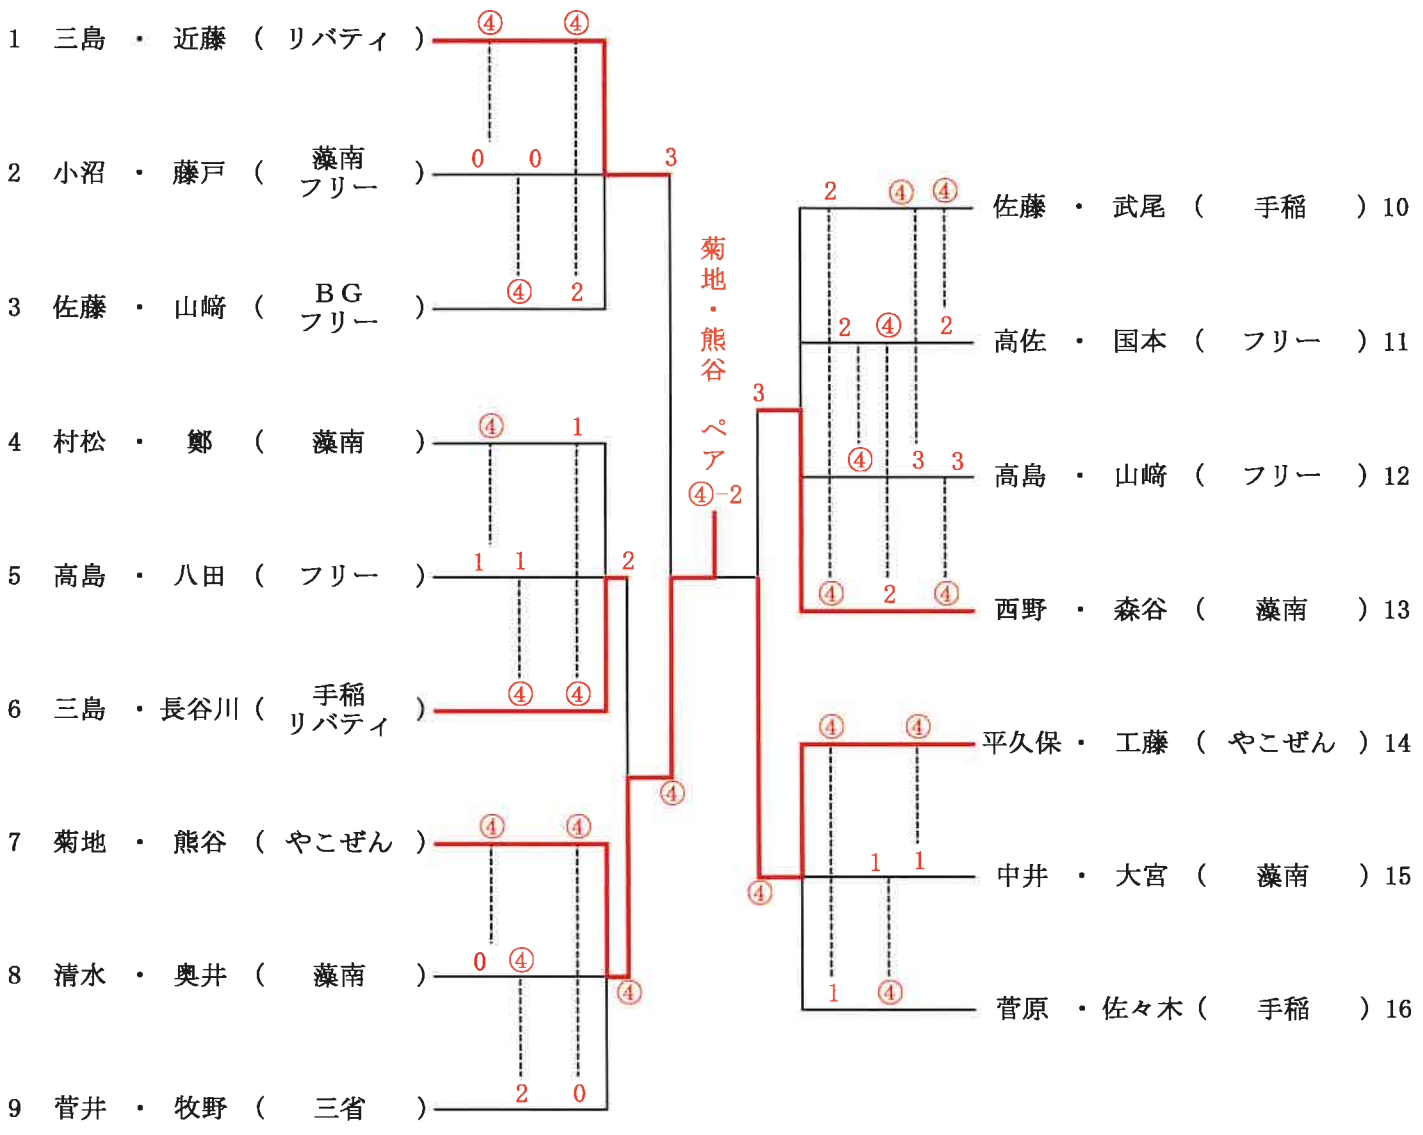 ④ ④
1 三島 ・ 近藤 ( リバティ )
0 0 3
2 小沼 ・ 藤戸 ( 藻南フリー )
④ 2
3 佐藤 ・ 山﨑 ( BGフリー )
④ 1
4 村松 ・ 鄭 ( 藻南 )
1 1 2
5 高島 ・ 八田 ( フリー )
④ ④
6 三島 ・ 長谷川 ( 手稲リバティ )
④
④ ④
7 菊地 ・ 熊谷 ( やこぜん )
0 ④
8 清水 ・ 奥井 ( 藻南 )
④
2 0
9 菅井 ・ 牧野 ( 三省 )
菊地・熊谷 ペア
④-2
2 ④ ④
佐藤 ・ 武尾 ( 手稲 ) 10
2 ④ 2
高佐 ・ 国本 ( フリー ) 11
3
④ 3 3
高島 ・ 山﨑 ( フリー ) 12
④ 2 ④
西野 ・ 森谷 ( 藻南 ) 13
④ ④
平久保 ・ 工藤 ( やこぜん ) 14
1 1
中井 ・ 大宮 ( 藻南 ) 15
④
1 ④
菅原 ・ 佐々木 ( 手稲 ) 16